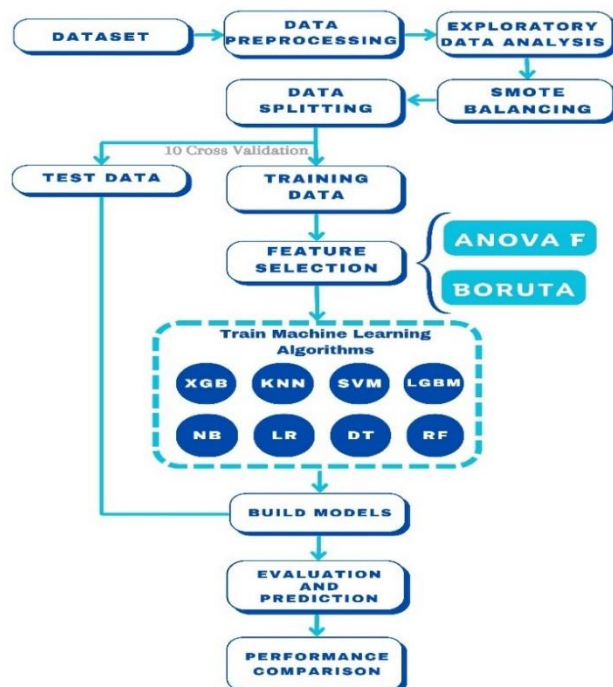 DATASET
DATA
PREPROCESSING
EXPLORATORY
DATA ANALYSIS
SMOTE
BALANCING
DATA
SPLITTING
10 Cross Validation
TEST DATA
TRAINING
DATA
FEATURE
SELECTION
ANOVA F
BORUTA
Train Machine Learning
Algorithms
XGB KNN SVM LGBM
NB LR DT RF
BUILD MODELS
EVALUATION
AND
PREDICTION
PERFORMANCE
COMPARISON